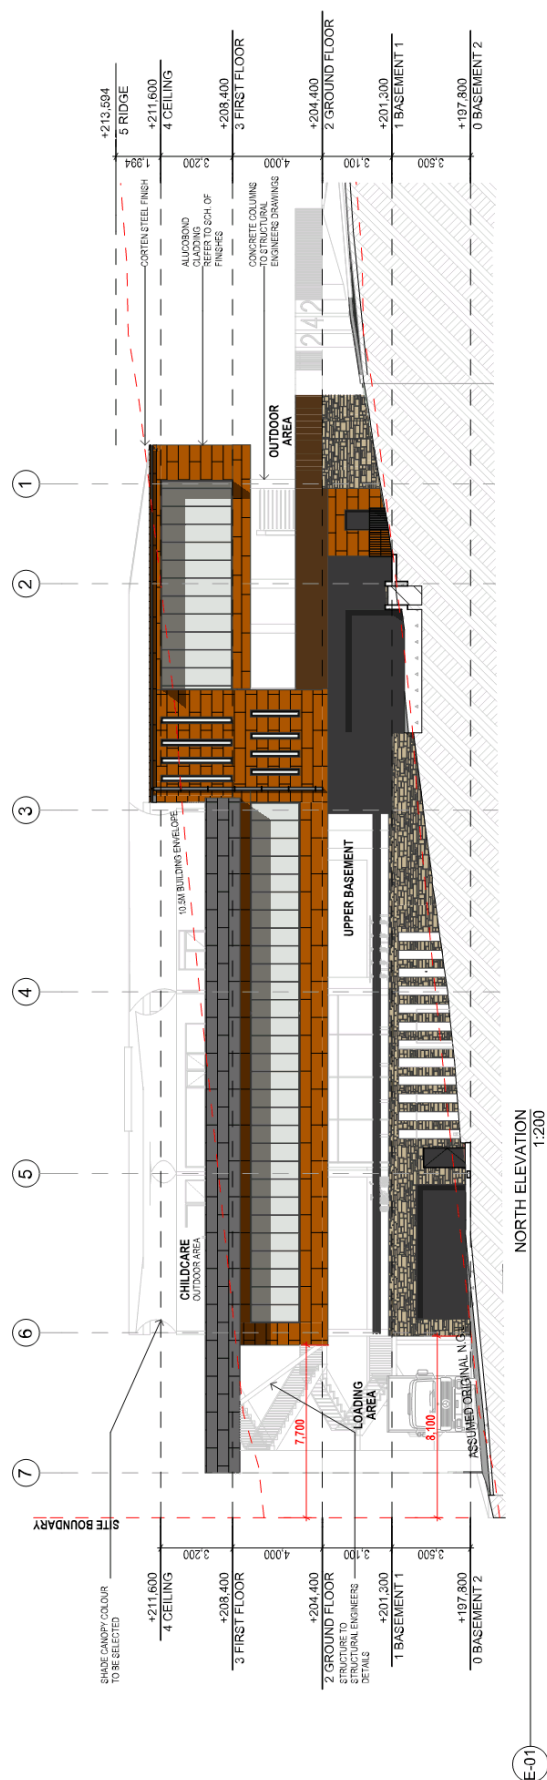 7
6
5
4
3
2
1
SITE BOUNDARY
SHADE CANOPY COLOUR
TO BE SELECTED
+211,600
4 CEILING
3,200
+208,400
3 FIRST FLOOR
4,000
+204,400
2 GROUND FLOOR
STRUCTURE TO
STRUCTURAL ENGINEERS
DETAILS
3,100
+201,300
1 BASEMENT 1
3,500
+197,800
0 BASEMENT 2
CHILDCARE
OUTDOOR AREA
10.5M BUILDING ENVELOPE
LOADING
AREA
7,700
8,100
ASSUMED ORIGINAL N.G.
UPPER BASEMENT
OUTDOOR
AREA
242
CORTEN STEEL FINISH
ALUCOBOND
CLADDING
REFER TO SCH. OF
FINISHES
CONCRETE COLUMNS
TO STRUCTURAL
ENGINEERS DRAWINGS
+213,594
5 RIDGE
1,994
+211,600
4 CEILING
3,200
+208,400
3 FIRST FLOOR
4,000
+204,400
2 GROUND FLOOR
3,100
+201,300
1 BASEMENT 1
3,500
+197,800
0 BASEMENT 2
E-01
NORTH ELEVATION
1:200